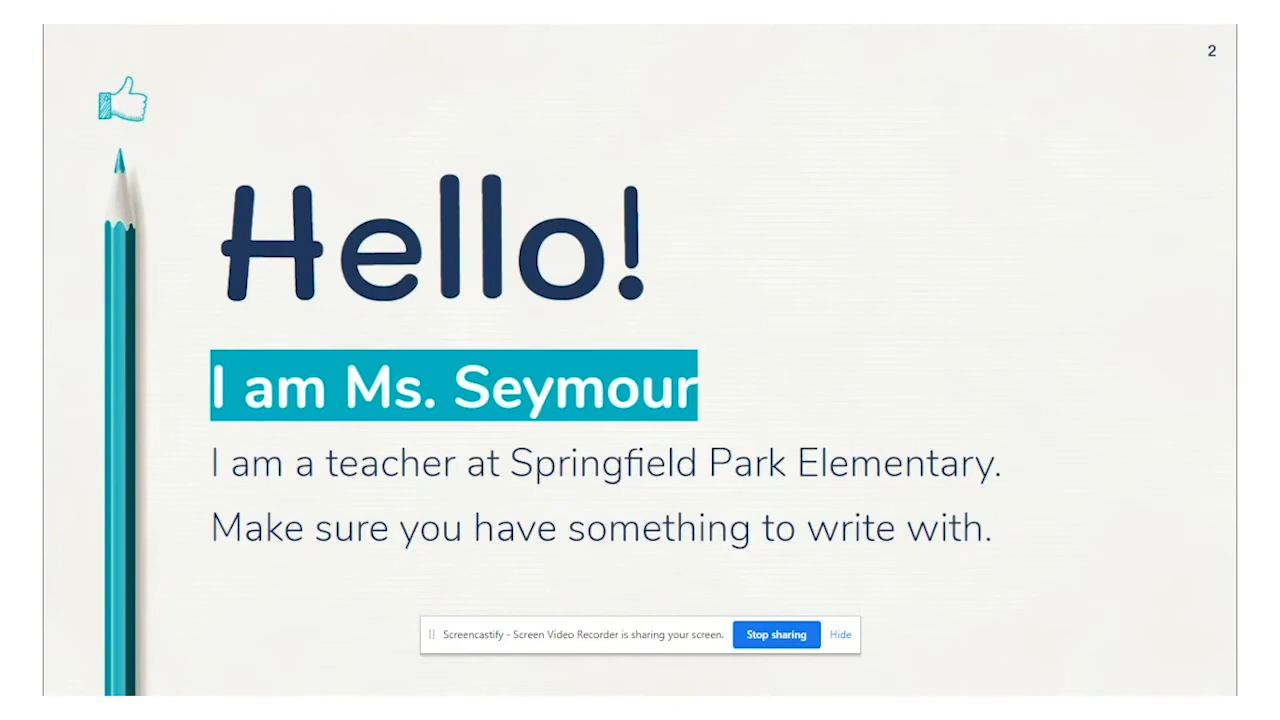 2
Hello!
I am Ms. Seymour
I am a teacher at Springfield Park Elementary.
Make sure you have something to write with.
Screencastify - Screen Video Recorder is sharing your screen. Stop sharing Hide